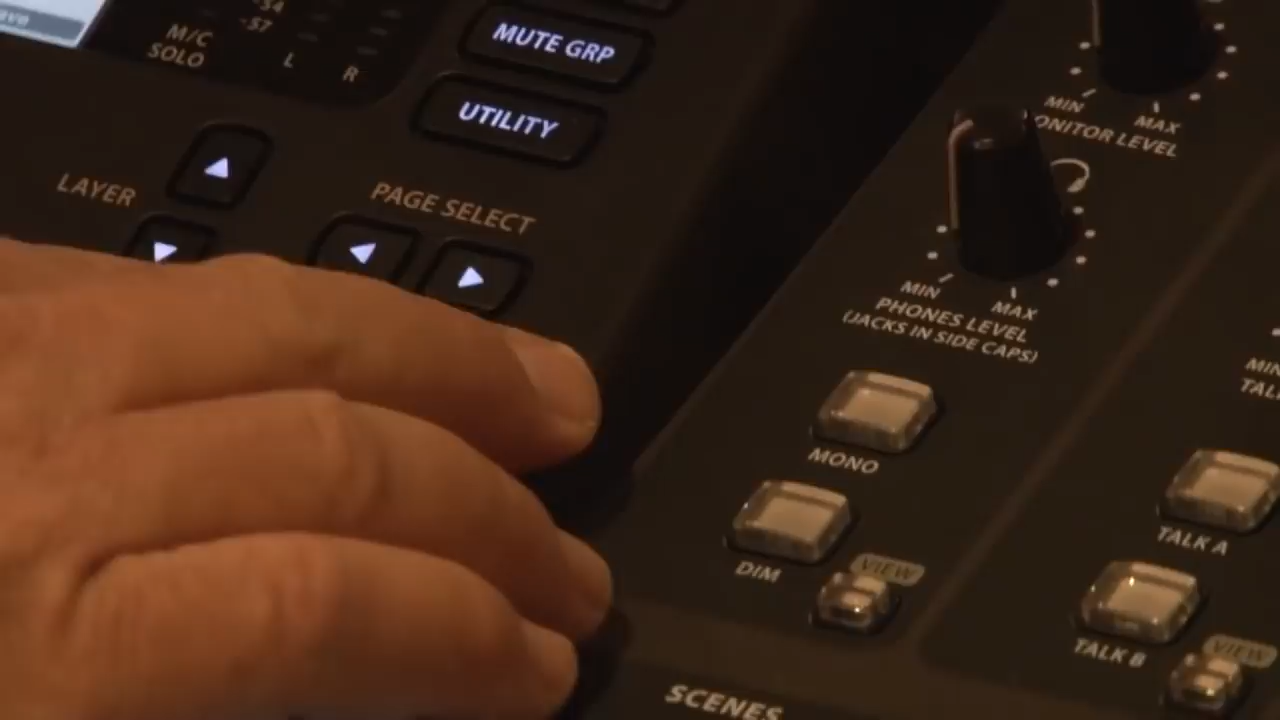 -54
-57
M/C
SOLO
L
R
MUTE GRP
UTILITY
LAYER
PAGE SELECT
MIN
MAX
MONITOR LEVEL
MIN
MAX
PHONES LEVEL
(JACKS IN SIDE CAPS)
MONO
DIM
VIEW
TALK A
TALK B
VIEW
SCENES